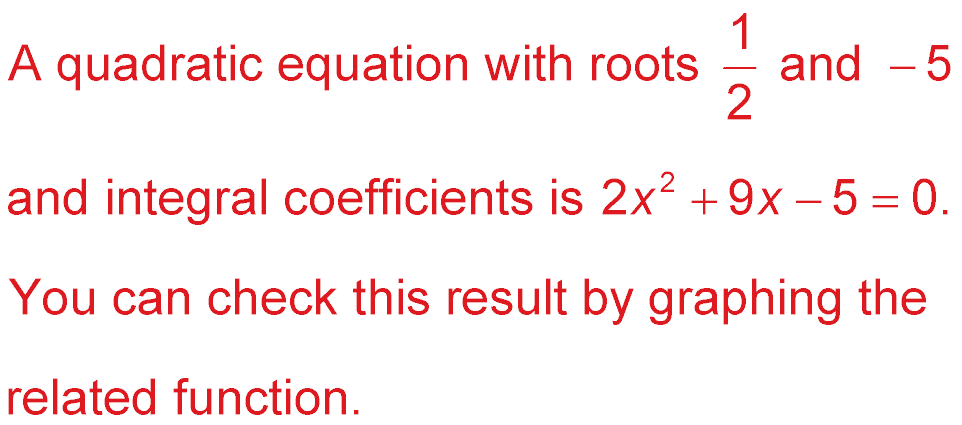 A quadratic equation with roots 1/2 and − 5
and integral coefficients is 2x² + 9x − 5 = 0.
You can check this result by graphing the
related function.